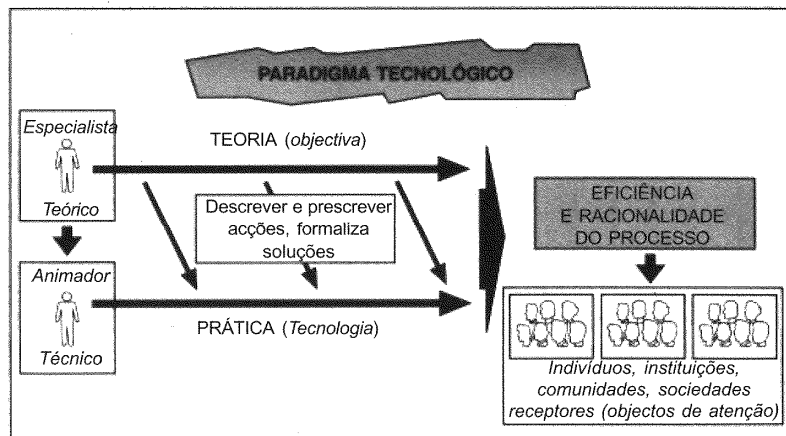 PARADIGMA TECNOLÓGICO
Especialista
Teórico
TEORIA (objectiva)
Descrever e prescrever
acções, formaliza
soluções
Animador
Técnico
PRÁTICA (Tecnologia)
EFICIÊNCIA
E RACIONALIDADE
DO PROCESSO
Indivíduos, instituições,
comunidades, sociedades
receptores (objectos de atenção)